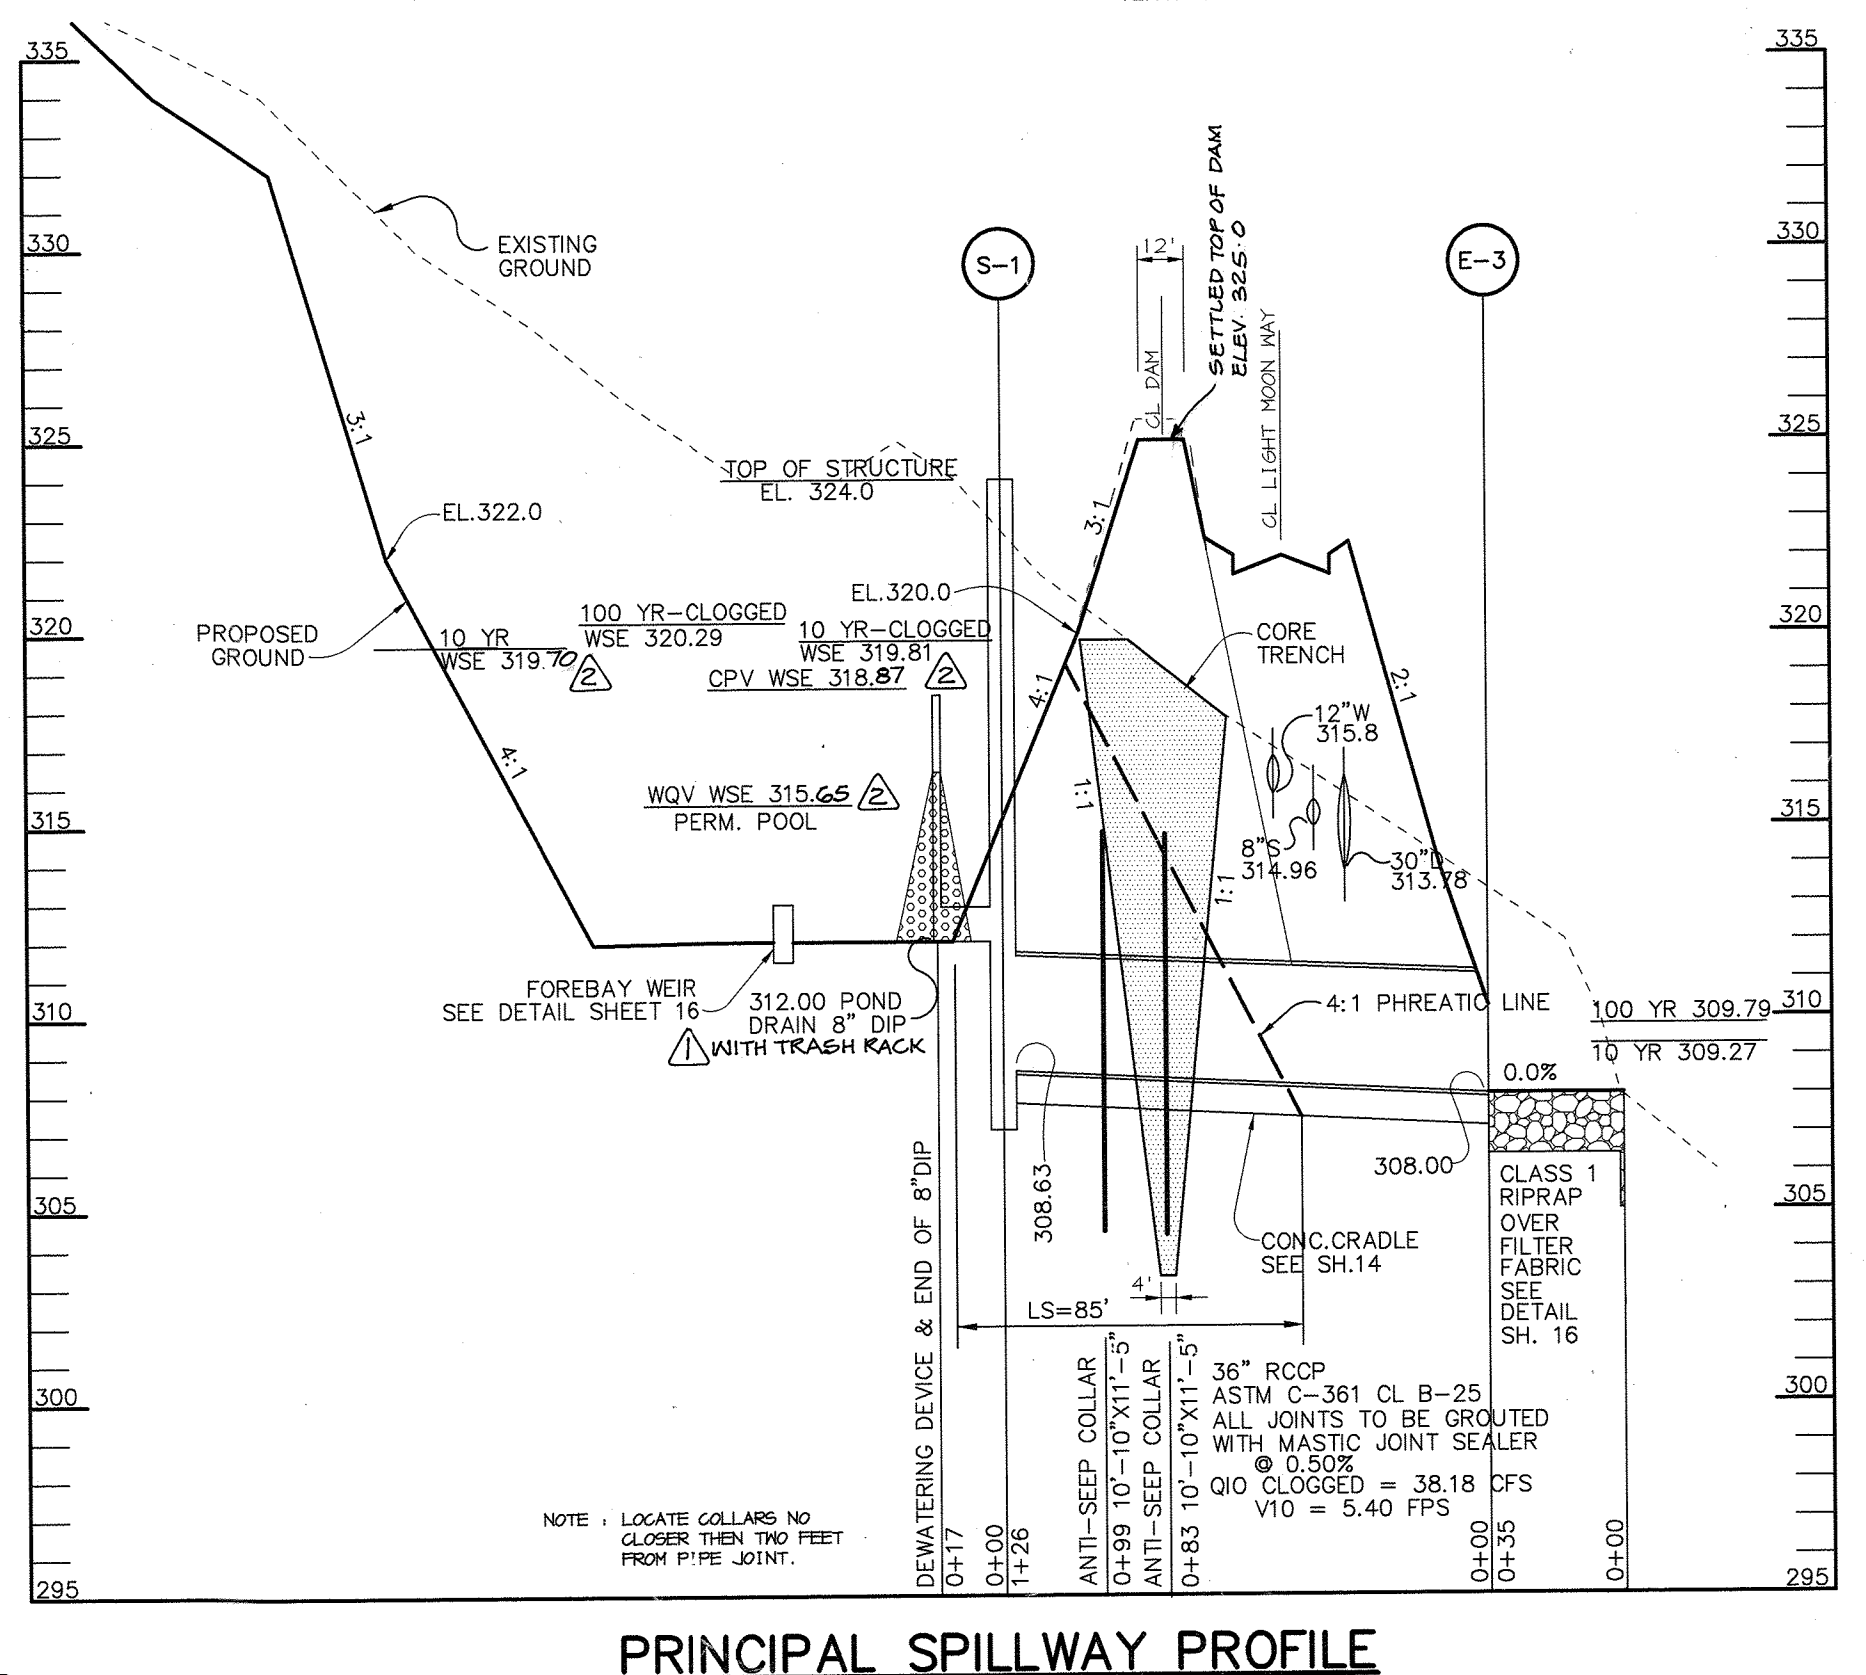 335
330
325
320
315
310
305
300
295
335
330
325
320
315
310
305
300
295
EXISTING
GROUND
3:1
EL.322.0
PROPOSED
GROUND
4:1
TOP OF STRUCTURE
EL. 324.0
10 YR
WSE 319.70
2
100 YR-CLOGGED
WSE 320.29
10 YR-CLOGGED
WSE 319.81
CPV WSE 318.87
2
WQV WSE 315.65
2
PERM. POOL
FOREBAY WEIR
SEE DETAIL SHEET 16
312.00 POND
DRAIN 8" DIP
1
WITH TRASH RACK
S-1
E-3
12'
CL DAM
SETTLED TOP OF DAM
ELEV. 325.0
CL LIGHT MOON WAY
3:1
EL.320.0
4:1
CORE
TRENCH
2:1
1:1
1:1
12"W
315.8
8"S
314.96
30"D
313.78
4:1 PHREATIC LINE
100 YR 309.79
10 YR 309.27
0.0%
308.63
308.00
CONC.CRADLE
SEE SH.14
4'
LS=85'
CLASS 1
RIPRAP
OVER
FILTER
FABRIC
SEE
DETAIL
SH. 16
DEWATERING DEVICE & END OF 8"DIP
0+17
0+00
1+26
ANTI-SEEP COLLAR
0+99 10'-10"X11'-5"
ANTI-SEEP COLLAR
0+83 10'-10"X11'-5"
36" RCCP
ASTM C-361 CL B-25
ALL JOINTS TO BE GROUTED
WITH MASTIC JOINT SEALER
@ 0.50%
Q10 CLOGGED = 38.18 CFS
V10 = 5.40 FPS
0+00
0+35
0+00
NOTE : LOCATE COLLARS NO
CLOSER THEN TWO FEET
FROM PIPE JOINT.
PRINCIPAL SPILLWAY PROFILE